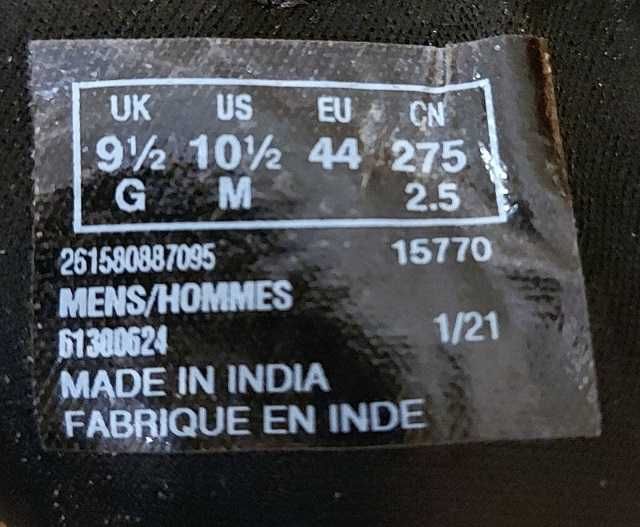 UK US EU CN
9½ 10½ 44 275
G M 2.5
261580887095 15770
MENS/HOMMES
61300624 1/21
MADE IN INDIA
FABRIQUE EN INDE